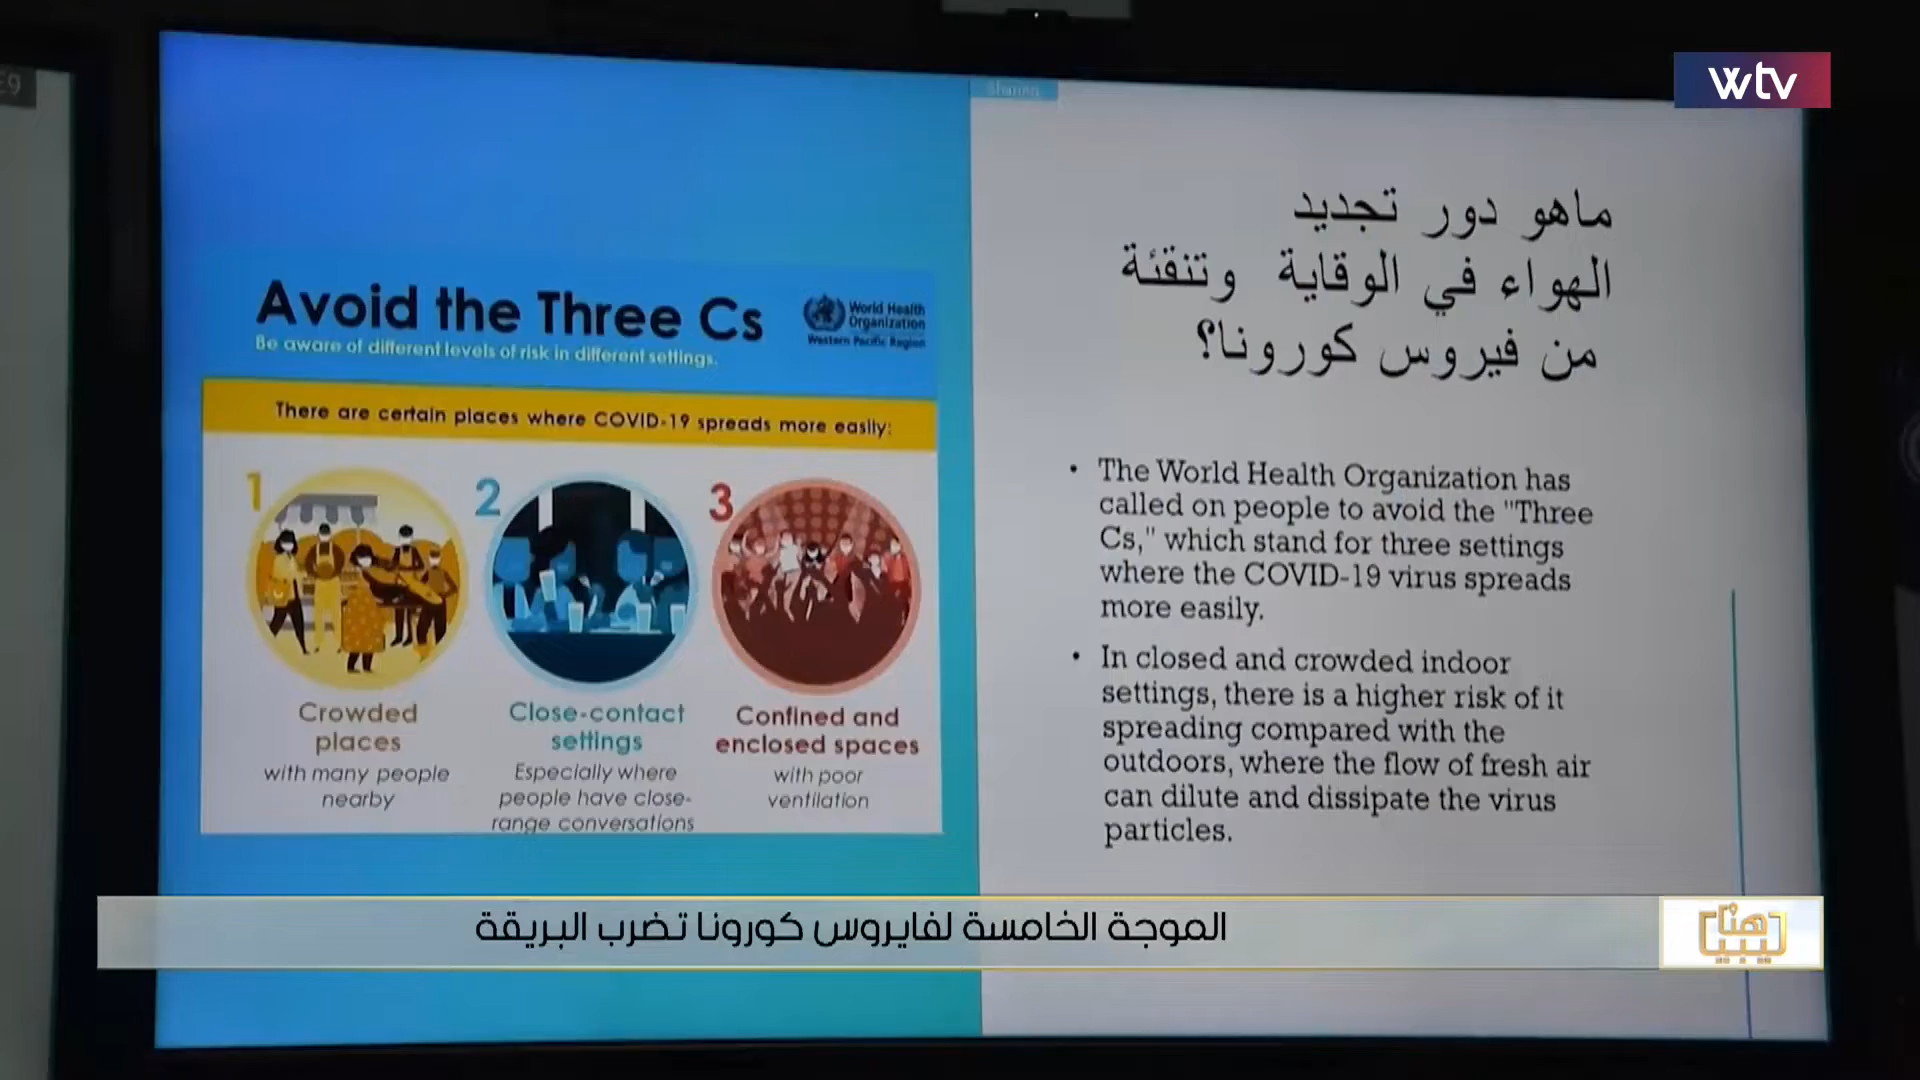 E9
wtv
Shaheen
Avoid the Three Cs
Be aware of different levels of risk in different settings.
World Health
Organization
Western Pacific Region
There are certain places where COVID-19 spreads more easily:
1
Crowded
places
with many people
nearby
2
Close-contact
settings
Especially where
people have close-
range conversations
3
Confined and
enclosed spaces
with poor
ventilation
ماهو دور تجديد
الهواء في الوقاية وتنقئة
من فيروس كورونا؟
• The World Health Organization has
called on people to avoid the "Three
Cs," which stand for three settings
where the COVID-19 virus spreads
more easily.
• In closed and crowded indoor
settings, there is a higher risk of it
spreading compared with the
outdoors, where the flow of fresh air
can dilute and dissipate the virus
particles.
الموجة الخامسة لفايروس كورونا تضرب البريقة
هنا
ليبيا